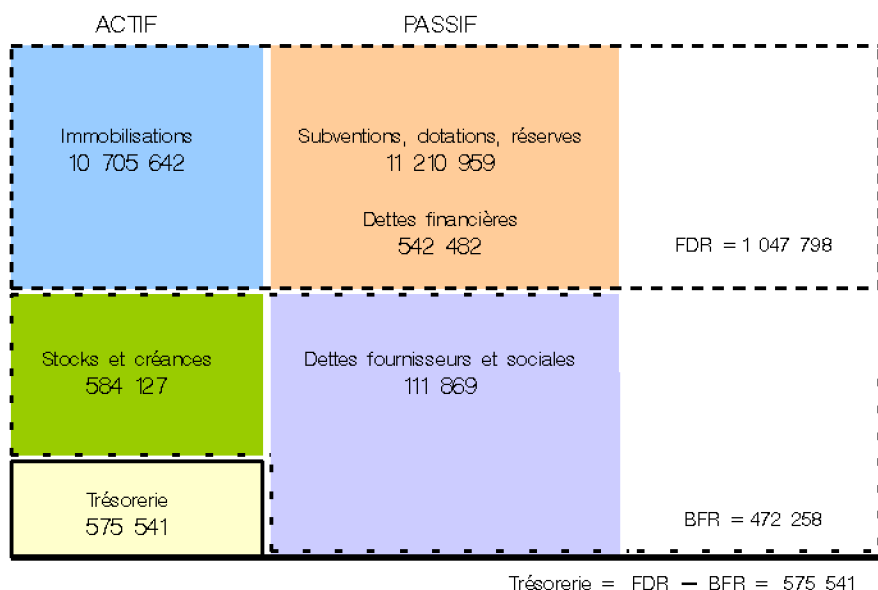 ACTIF PASSIF
Immobilisations
10 705 642
Subventions, dotations, réserves
11 210 959
Dettes financières
542 482
FDR = 1 047 798
Stocks et créances
584 127
Dettes fournisseurs et sociales
111 869
Trésorerie
575 541
BFR = 472 258
Trésorerie = FDR – BFR = 575 541